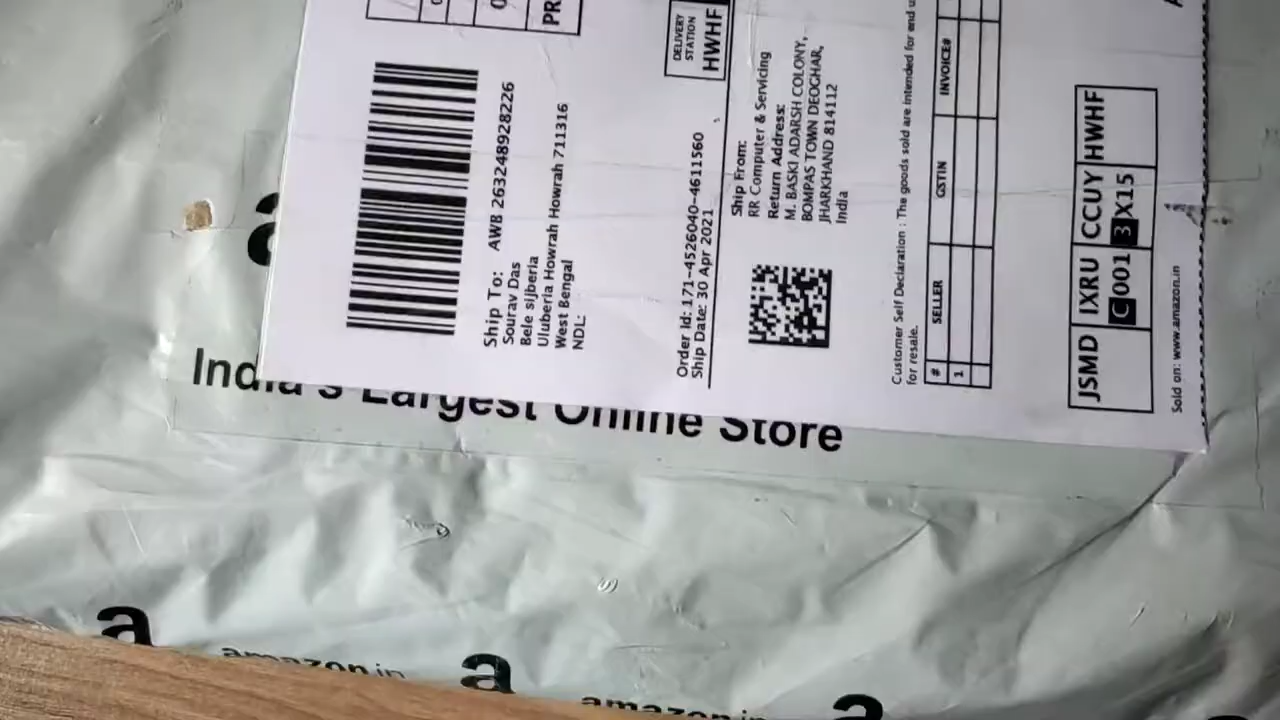 PR
AWB 263248928226
Ship To:
Sourav Das
Bele sijberia
Uluberia Howrah Howrah 711316
West Bengal
NDL:
DELIVERY
STATION
HWHF
Order Id: 171-4526040-4611560
Ship Date: 30 Apr 2021
Ship From:
RR Computer & Servicing
Return Address:
M. BASKI ADARSH COLONY,
BOMPAS TOWN DEOGHAR,
JHARKHAND 814112
India
Customer Self Declaration : The goods sold are intended for end
for resale.
# SELLER GSTIN INVOICE#
1
JSMD IXRU CCUY HWHF
C 001 3 X15
Sold on: www.amazon.in
a
India's Largest Online Store
a
amazon.in
a
amazon.in
a